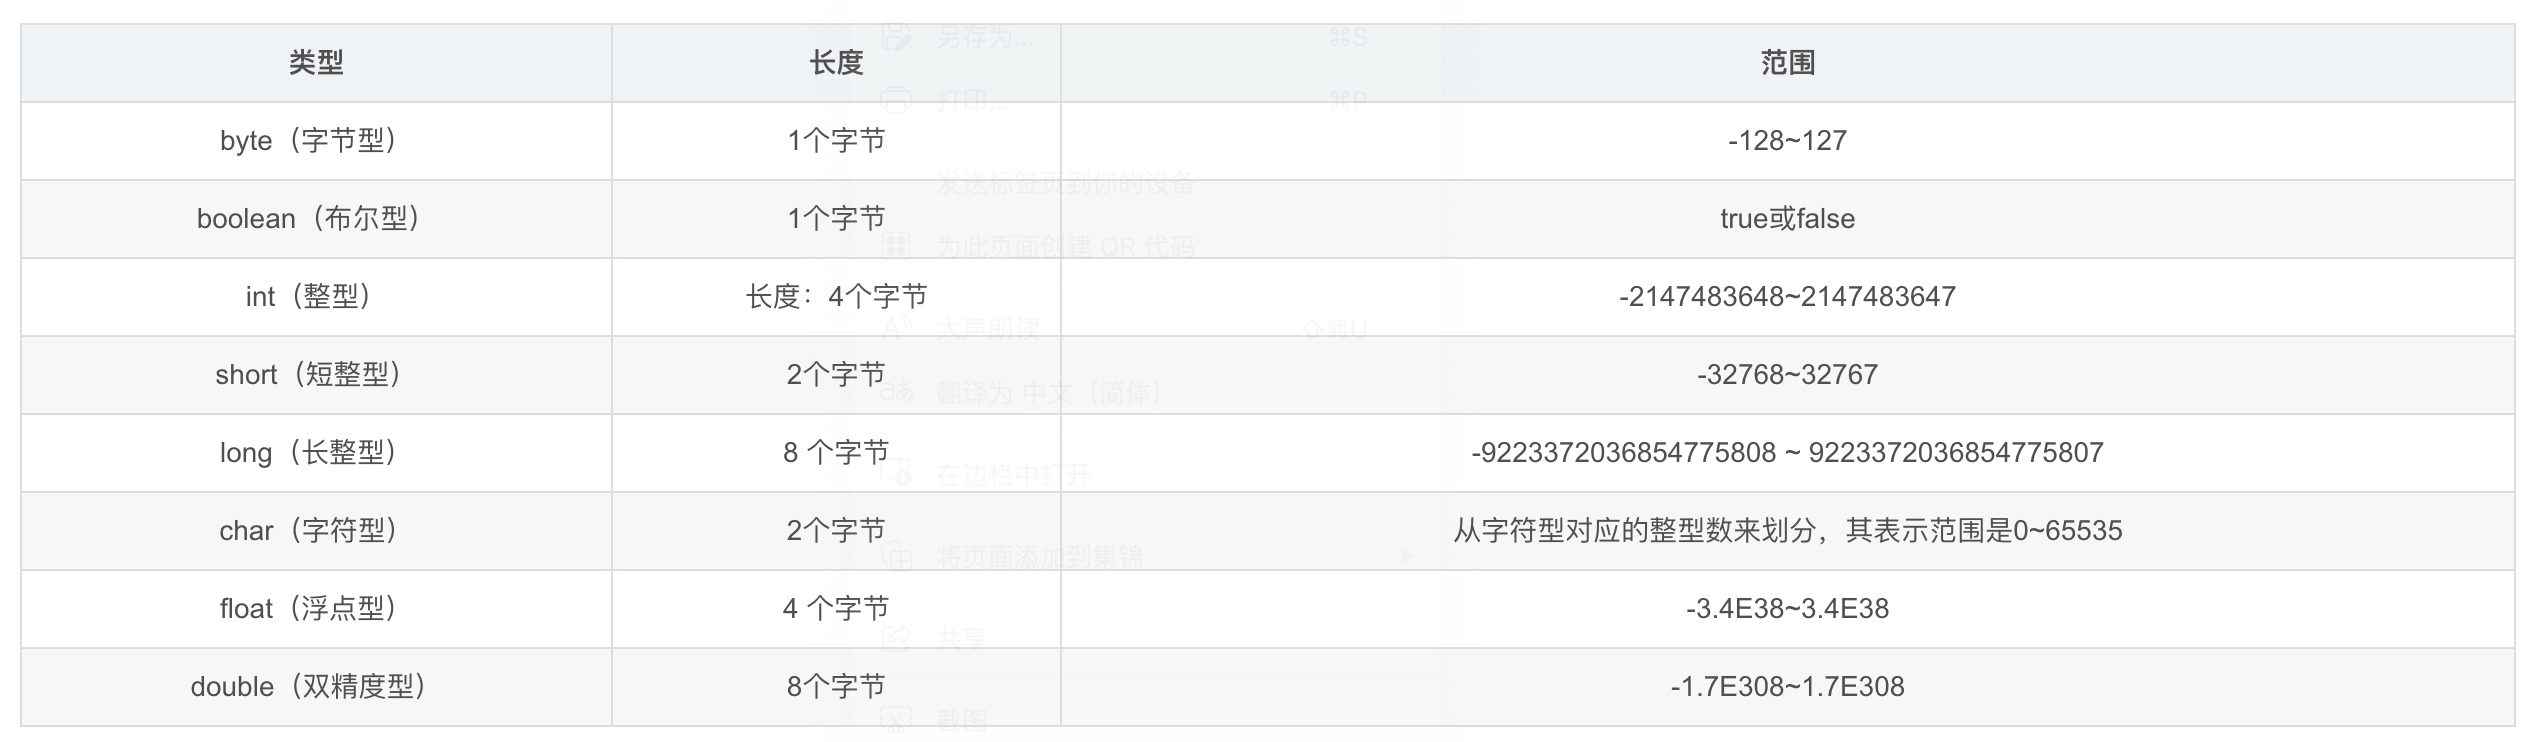 类型 长度 范围
byte（字节型） 1个字节 -128~127
boolean（布尔型） 1个字节 true或false
int（整型） 长度：4个字节 -2147483648~2147483647
short（短整型） 2个字节 -32768~32767
long（长整型） 8 个字节 -9223372036854775808 ~ 9223372036854775807
char（字符型） 2个字节 从字符型对应的整型数来划分，其表示范围是0~65535
float（浮点型） 4 个字节 -3.4E38~3.4E38
double（双精度型） 8个字节 -1.7E308~1.7E308
另存为... ⌘S
打印... ⌘P
发送标签页到你的设备
为此页面创建 QR 代码
大声朗读 ⇧⌘U
翻译为 中文（简体）
在边栏中打开
将页面添加到集锦
共享
截图